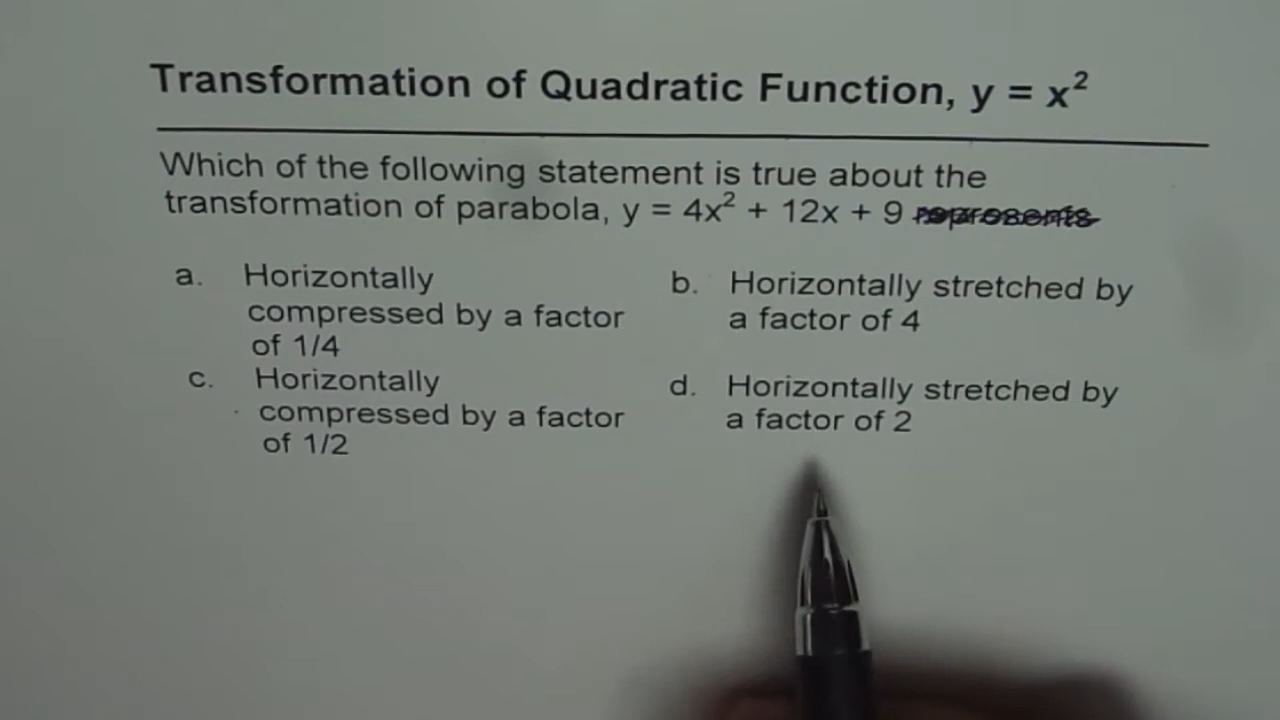 Transformation of Quadratic Function, y = x²
Which of the following statement is true about the
transformation of parabola, y = 4x² + 12x + 9 represents
a. Horizontally
compressed by a factor
of 1/4
b. Horizontally stretched by
a factor of 4
c. Horizontally
compressed by a factor
of 1/2
d. Horizontally stretched by
a factor of 2